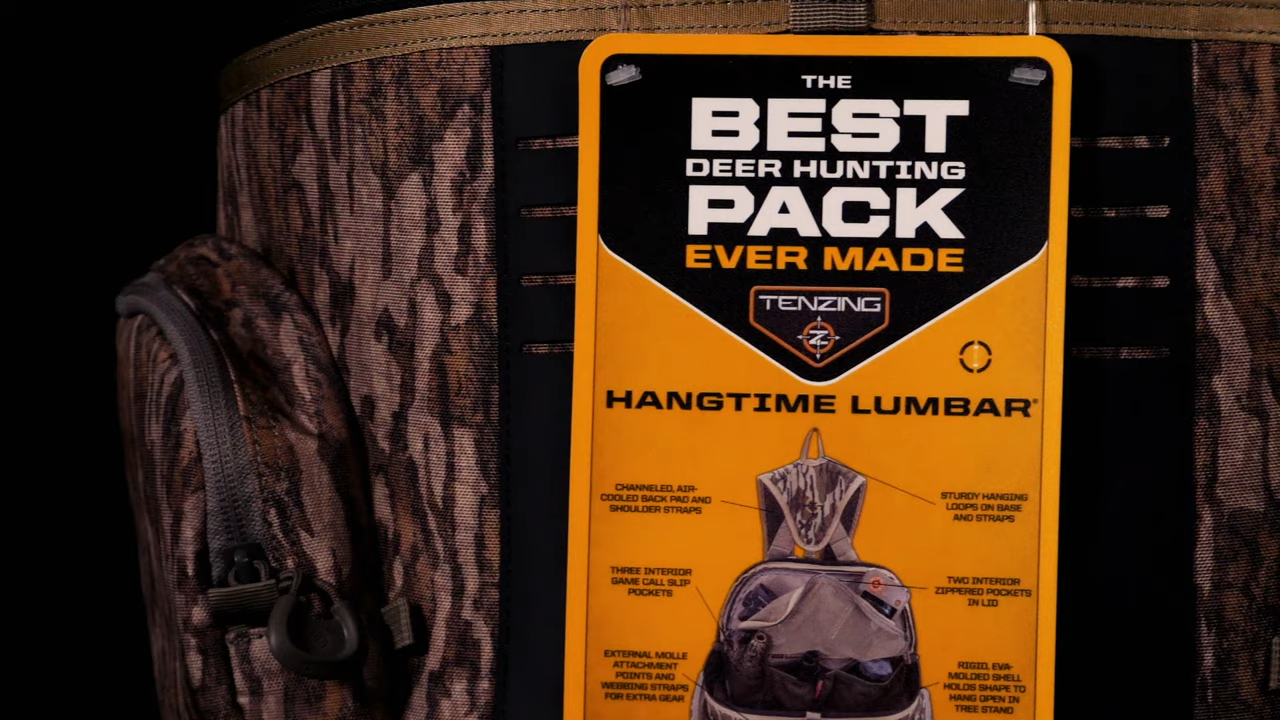 THE
BEST
DEER HUNTING
PACK
EVER MADE
TENZING
Z
HANGTIME LUMBAR®
CHANNELED, AIR-
COOLED BACK PAD AND
SHOULDER STRAPS
STURDY HANGING
LOOPS ON BASE
AND STRAPS
THREE INTERIOR
GAME CALL SLIP
POCKETS
TWO INTERIOR
ZIPPERED POCKETS
IN LID
EXTERNAL MOLLE
ATTACHMENT
POINTS AND
WEBBING STRAPS
FOR EXTRA GEAR
RIGID, EVA-
MOLDED SHELL
HOLDS SHAPE TO
HANG OPEN IN
TREE STAND